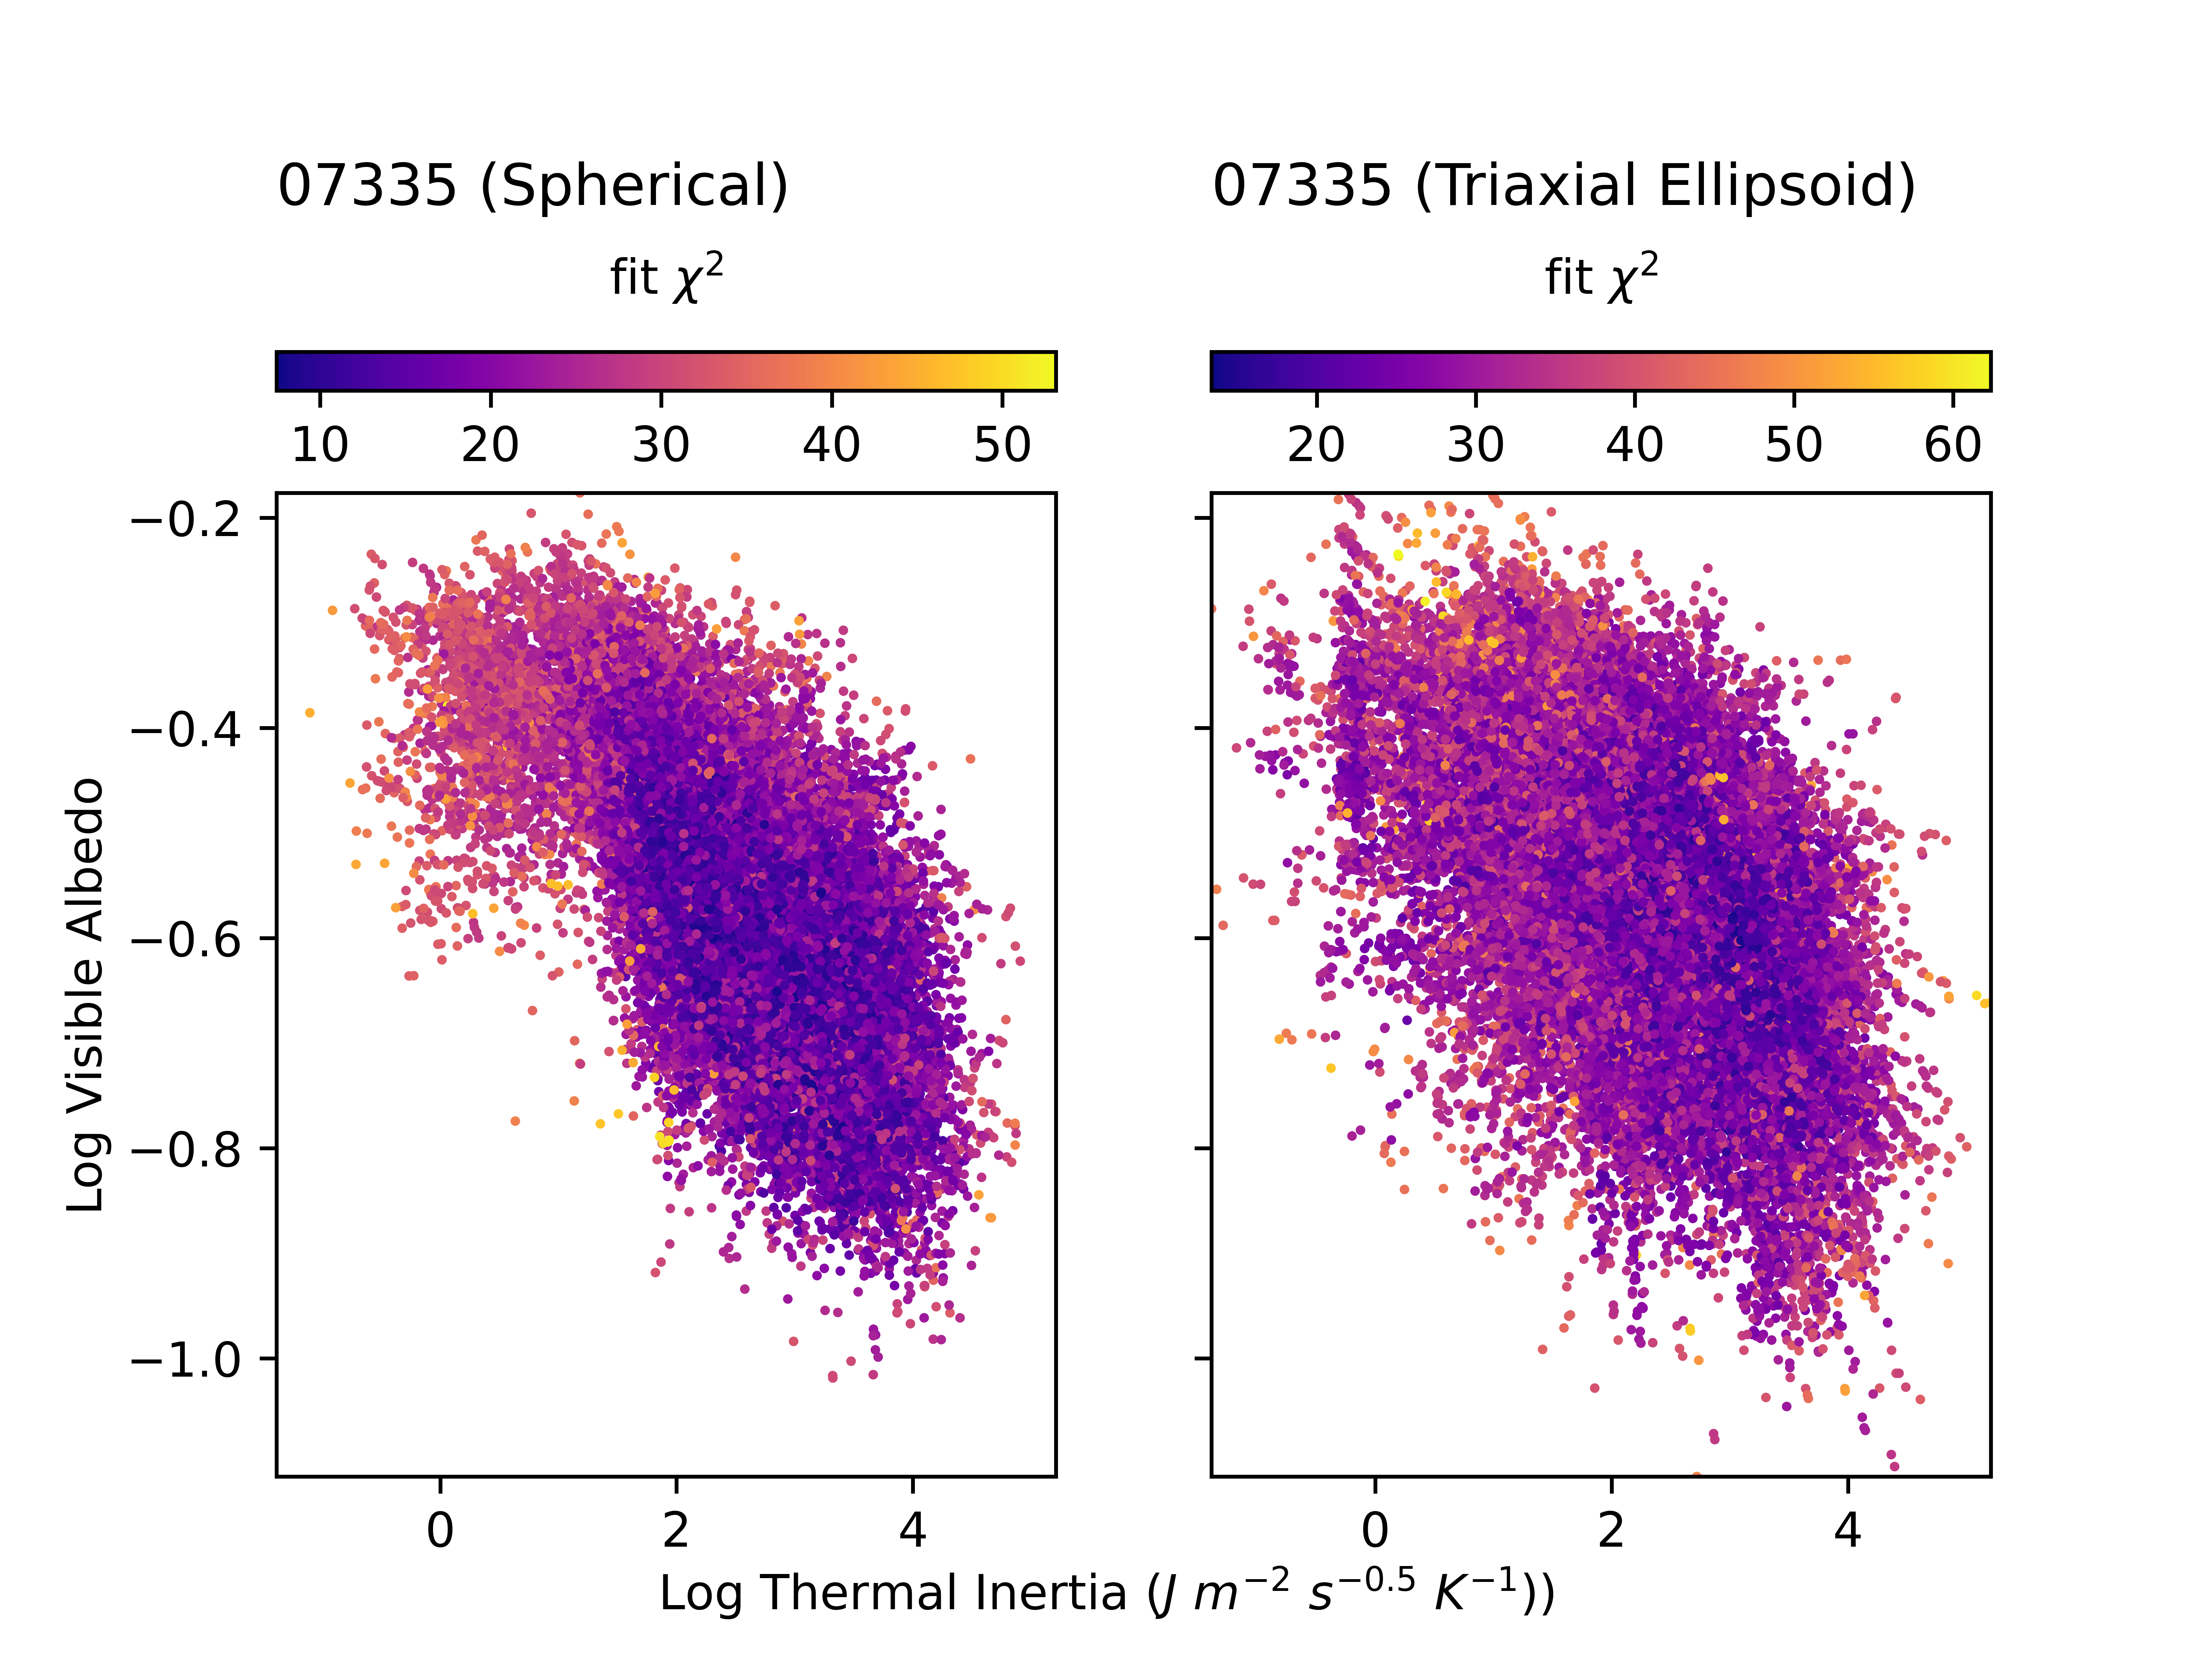 07335 (Spherical)
fit χ²
10 20 30 40 50
07335 (Triaxial Ellipsoid)
fit χ²
20 30 40 50 60
Log Visible Albedo
−0.2
−0.4
−0.6
−0.8
−1.0
0 2 4
0 2 4
Log Thermal Inertia (J m⁻² s⁻⁰·⁵ K⁻¹))